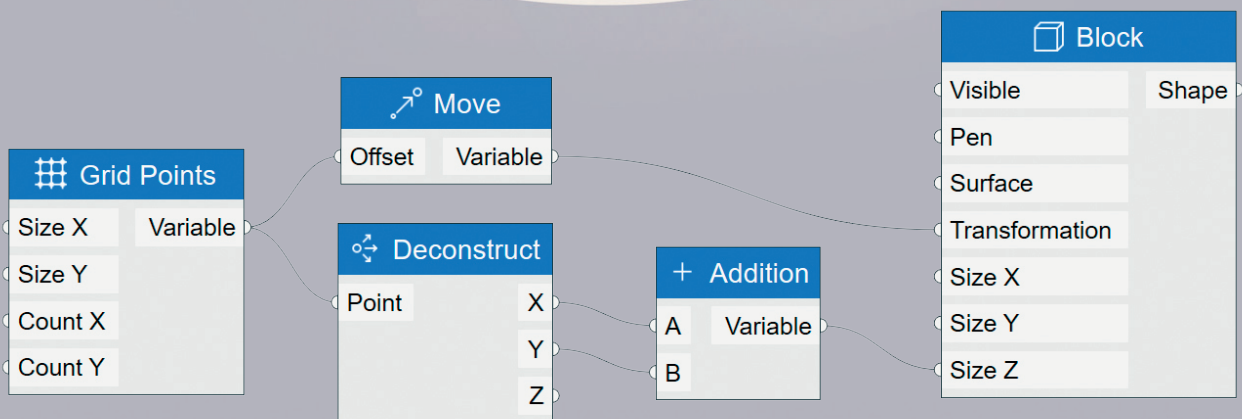 Grid Points
Size X
Variable
Size Y
Count X
Count Y
Move
Offset
Variable
Deconstruct
Point
X
Y
Z
+ Addition
A
Variable
B
Block
Visible
Shape
Pen
Surface
Transformation
Size X
Size Y
Size Z